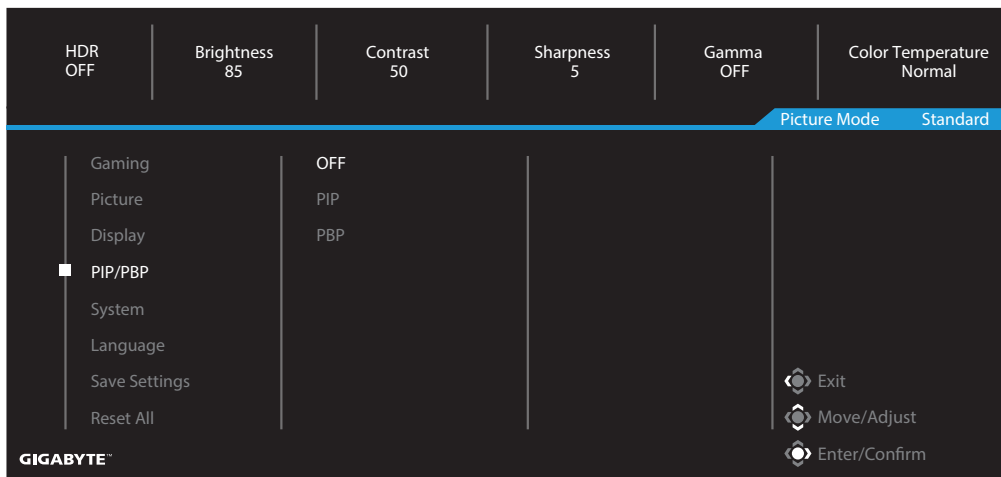 HDR
OFF
Brightness
85
Contrast
50
Sharpness
5
Gamma
OFF
Color Temperature
Normal
Picture Mode Standard
Gaming
Picture
Display
PIP/PBP
System
Language
Save Settings
Reset All
OFF
PIP
PBP
Exit
Move/Adjust
Enter/Confirm
GIGABYTE™